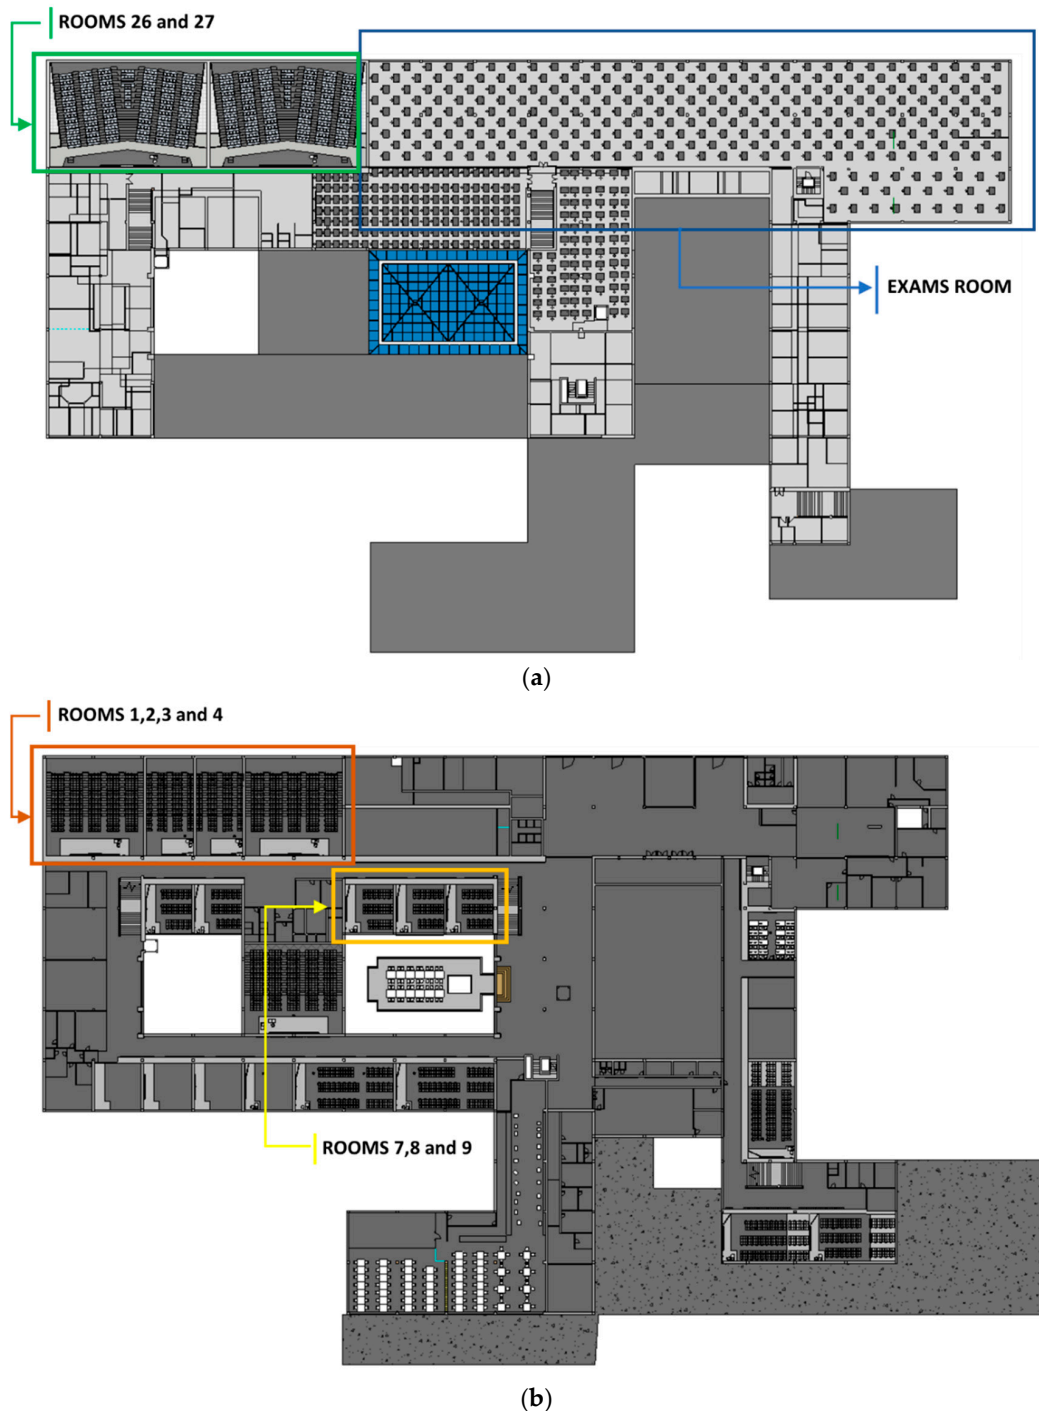 ROOMS 26 and 27
EXAMS ROOM
(a)
ROOMS 1,2,3 and 4
ROOMS 7,8 and 9
(b)